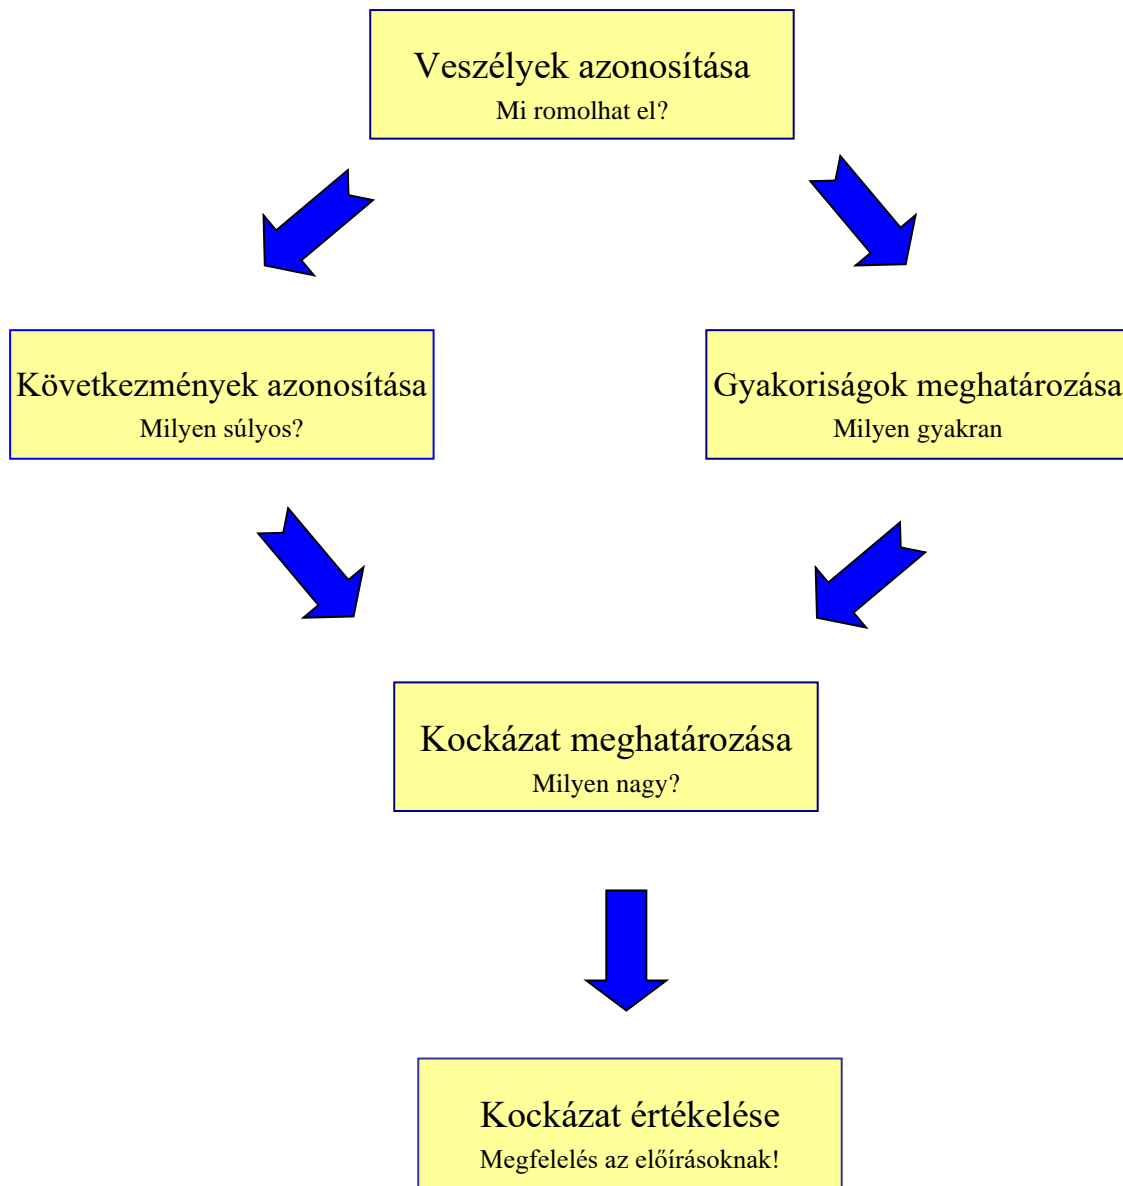 Veszélyek azonosítása
Mi romolhat el?
Következmények azonosítása
Milyen súlyos?
Gyakoriságok meghatározása
Milyen gyakran
Kockázat meghatározása
Milyen nagy?
Kockázat értékelése
Megfelelés az előírásoknak!